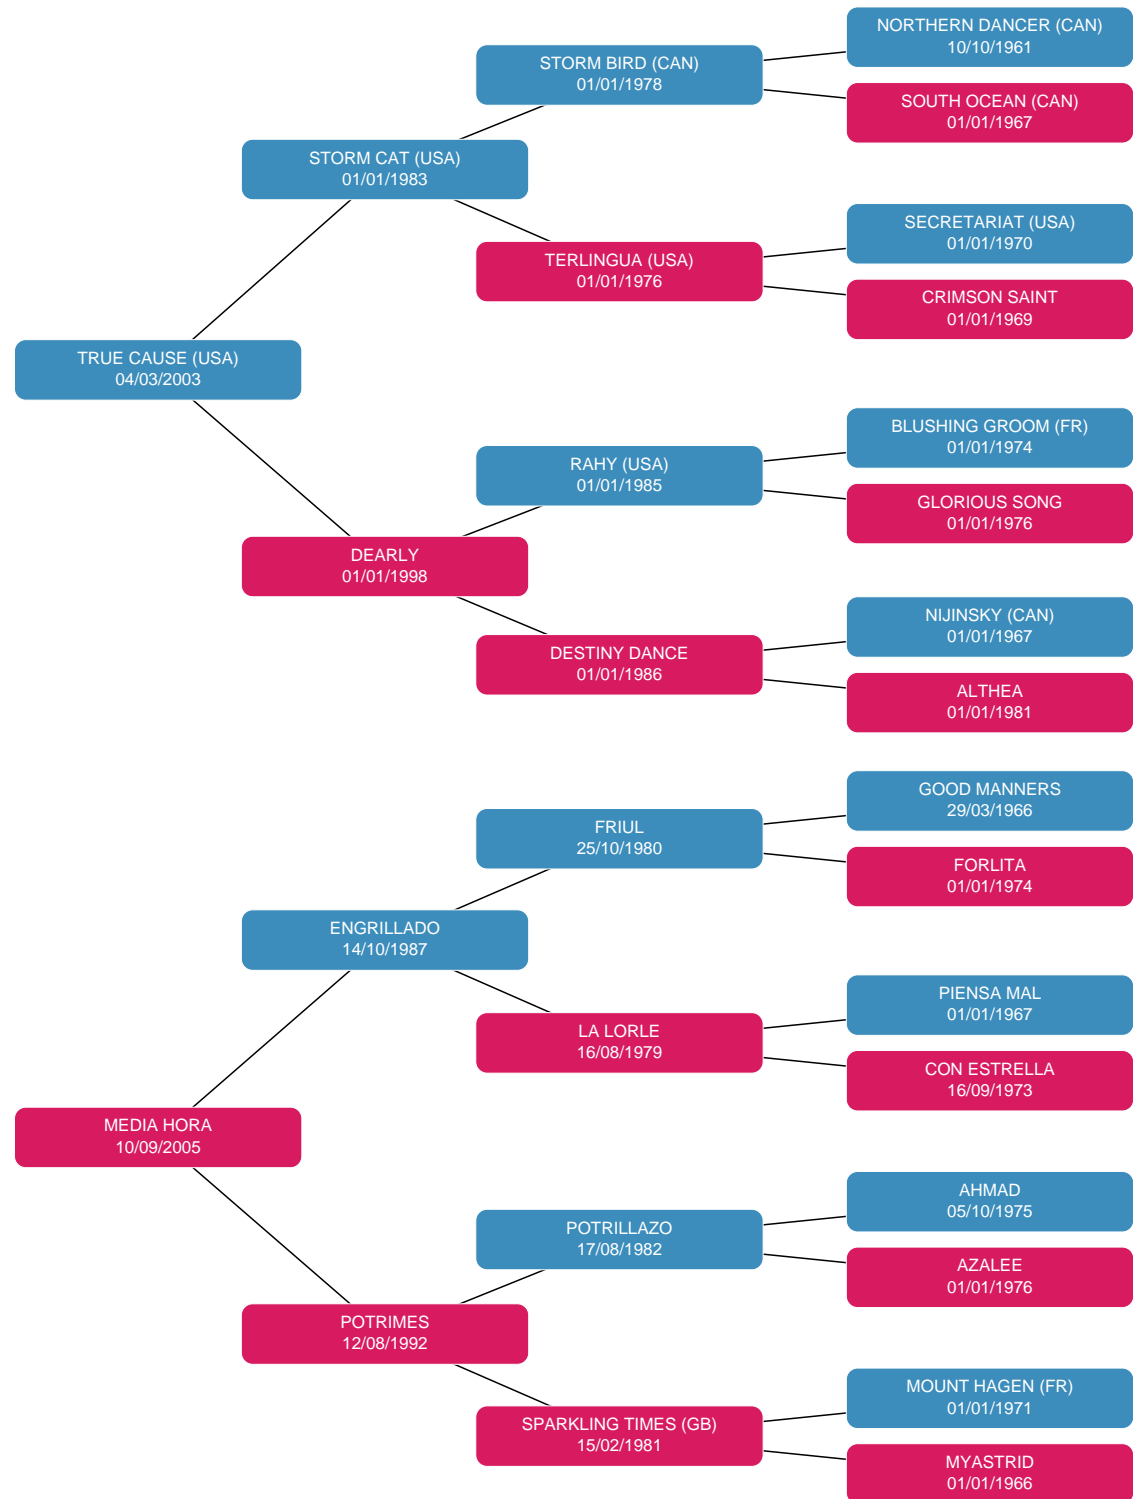 NORTHERN DANCER (CAN)
10/10/1961
STORM BIRD (CAN)
01/01/1978
SOUTH OCEAN (CAN)
01/01/1967
STORM CAT (USA)
01/01/1983
SECRETARIAT (USA)
01/01/1970
TERLINGUA (USA)
01/01/1976
CRIMSON SAINT
01/01/1969
TRUE CAUSE (USA)
04/03/2003
BLUSHING GROOM (FR)
01/01/1974
RAHY (USA)
01/01/1985
GLORIOUS SONG
01/01/1976
DEARLY
01/01/1998
NIJINSKY (CAN)
01/01/1967
DESTINY DANCE
01/01/1986
ALTHEA
01/01/1981
GOOD MANNERS
29/03/1966
FRIUL
25/10/1980
FORLITA
01/01/1974
ENGRILLADO
14/10/1987
PIENSA MAL
01/01/1967
LA LORLE
16/08/1979
CON ESTRELLA
16/09/1973
MEDIA HORA
10/09/2005
AHMAD
05/10/1975
POTRILLAZO
17/08/1982
AZALEE
01/01/1976
POTRIMES
12/08/1992
MOUNT HAGEN (FR)
01/01/1971
SPARKLING TIMES (GB)
15/02/1981
MYASTRID
01/01/1966